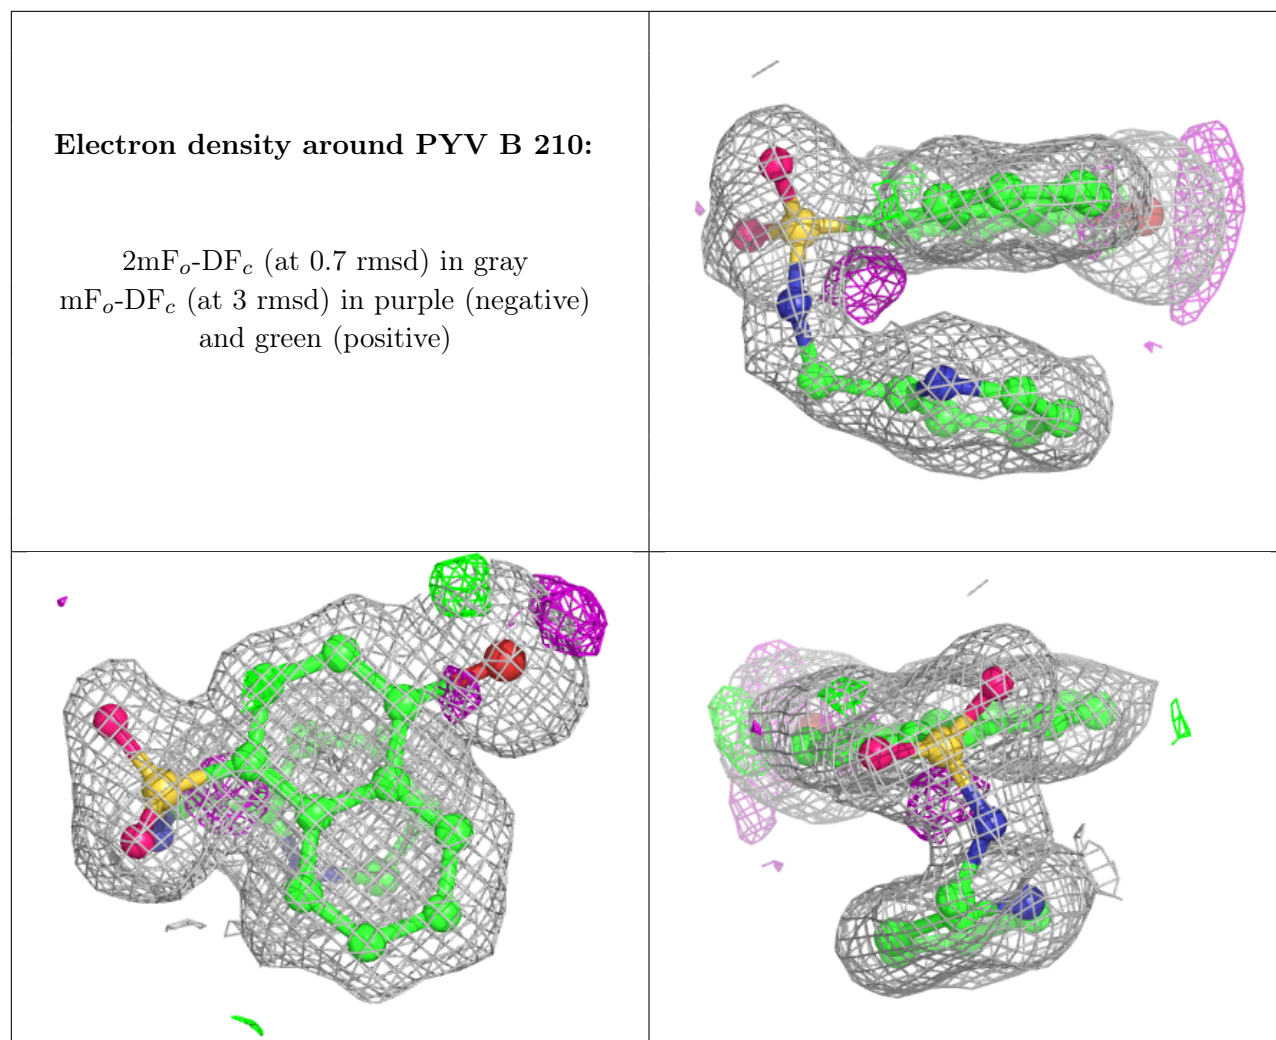 Electron density around PYV B 210:
2mFo-DFc (at 0.7 rmsd) in gray
mFo-DFc (at 3 rmsd) in purple (negative)
and green (positive)